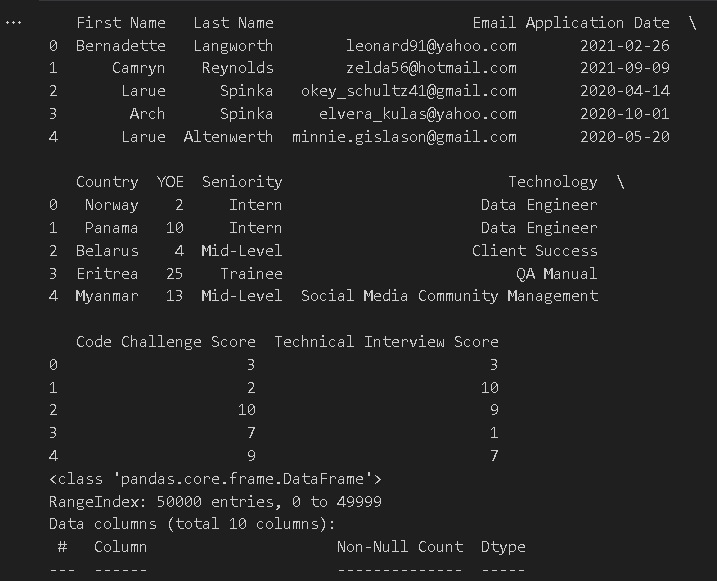 ...
First Name Last Name Email Application Date \
0 Bernadette Langworth leonard91@yahoo.com 2021-02-26
1 Camryn Reynolds zelda56@hotmail.com 2021-09-09
2 Larue Spinka okey_schultz41@gmail.com 2020-04-14
3 Arch Spinka elvera_kulas@yahoo.com 2020-10-01
4 Larue Altenwerth minnie.gislason@gmail.com 2020-05-20
Country YOE Seniority Technology \
0 Norway 2 Intern Data Engineer
1 Panama 10 Intern Data Engineer
2 Belarus 4 Mid-Level Client Success
3 Eritrea 25 Trainee QA Manual
4 Myanmar 13 Mid-Level Social Media Community Management
Code Challenge Score Technical Interview Score
0 3 3
1 2 10
2 10 9
3 7 1
4 9 7
<class 'pandas.core.frame.DataFrame'>
RangeIndex: 50000 entries, 0 to 49999
Data columns (total 10 columns):
# Column Non-Null Count Dtype
--- ------ -------------- -----